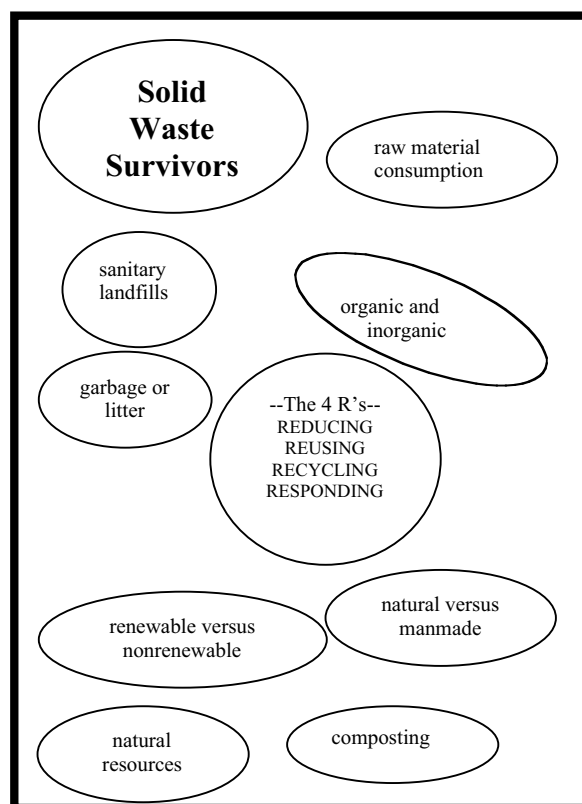 Solid
Waste
Survivors
raw material
consumption
sanitary
landfills
organic and
inorganic
garbage or
litter
--The 4 R’s--
REDUCING
REUSING
RECYCLING
RESPONDING
natural versus
manmade
renewable versus
nonrenewable
natural
resources
composting